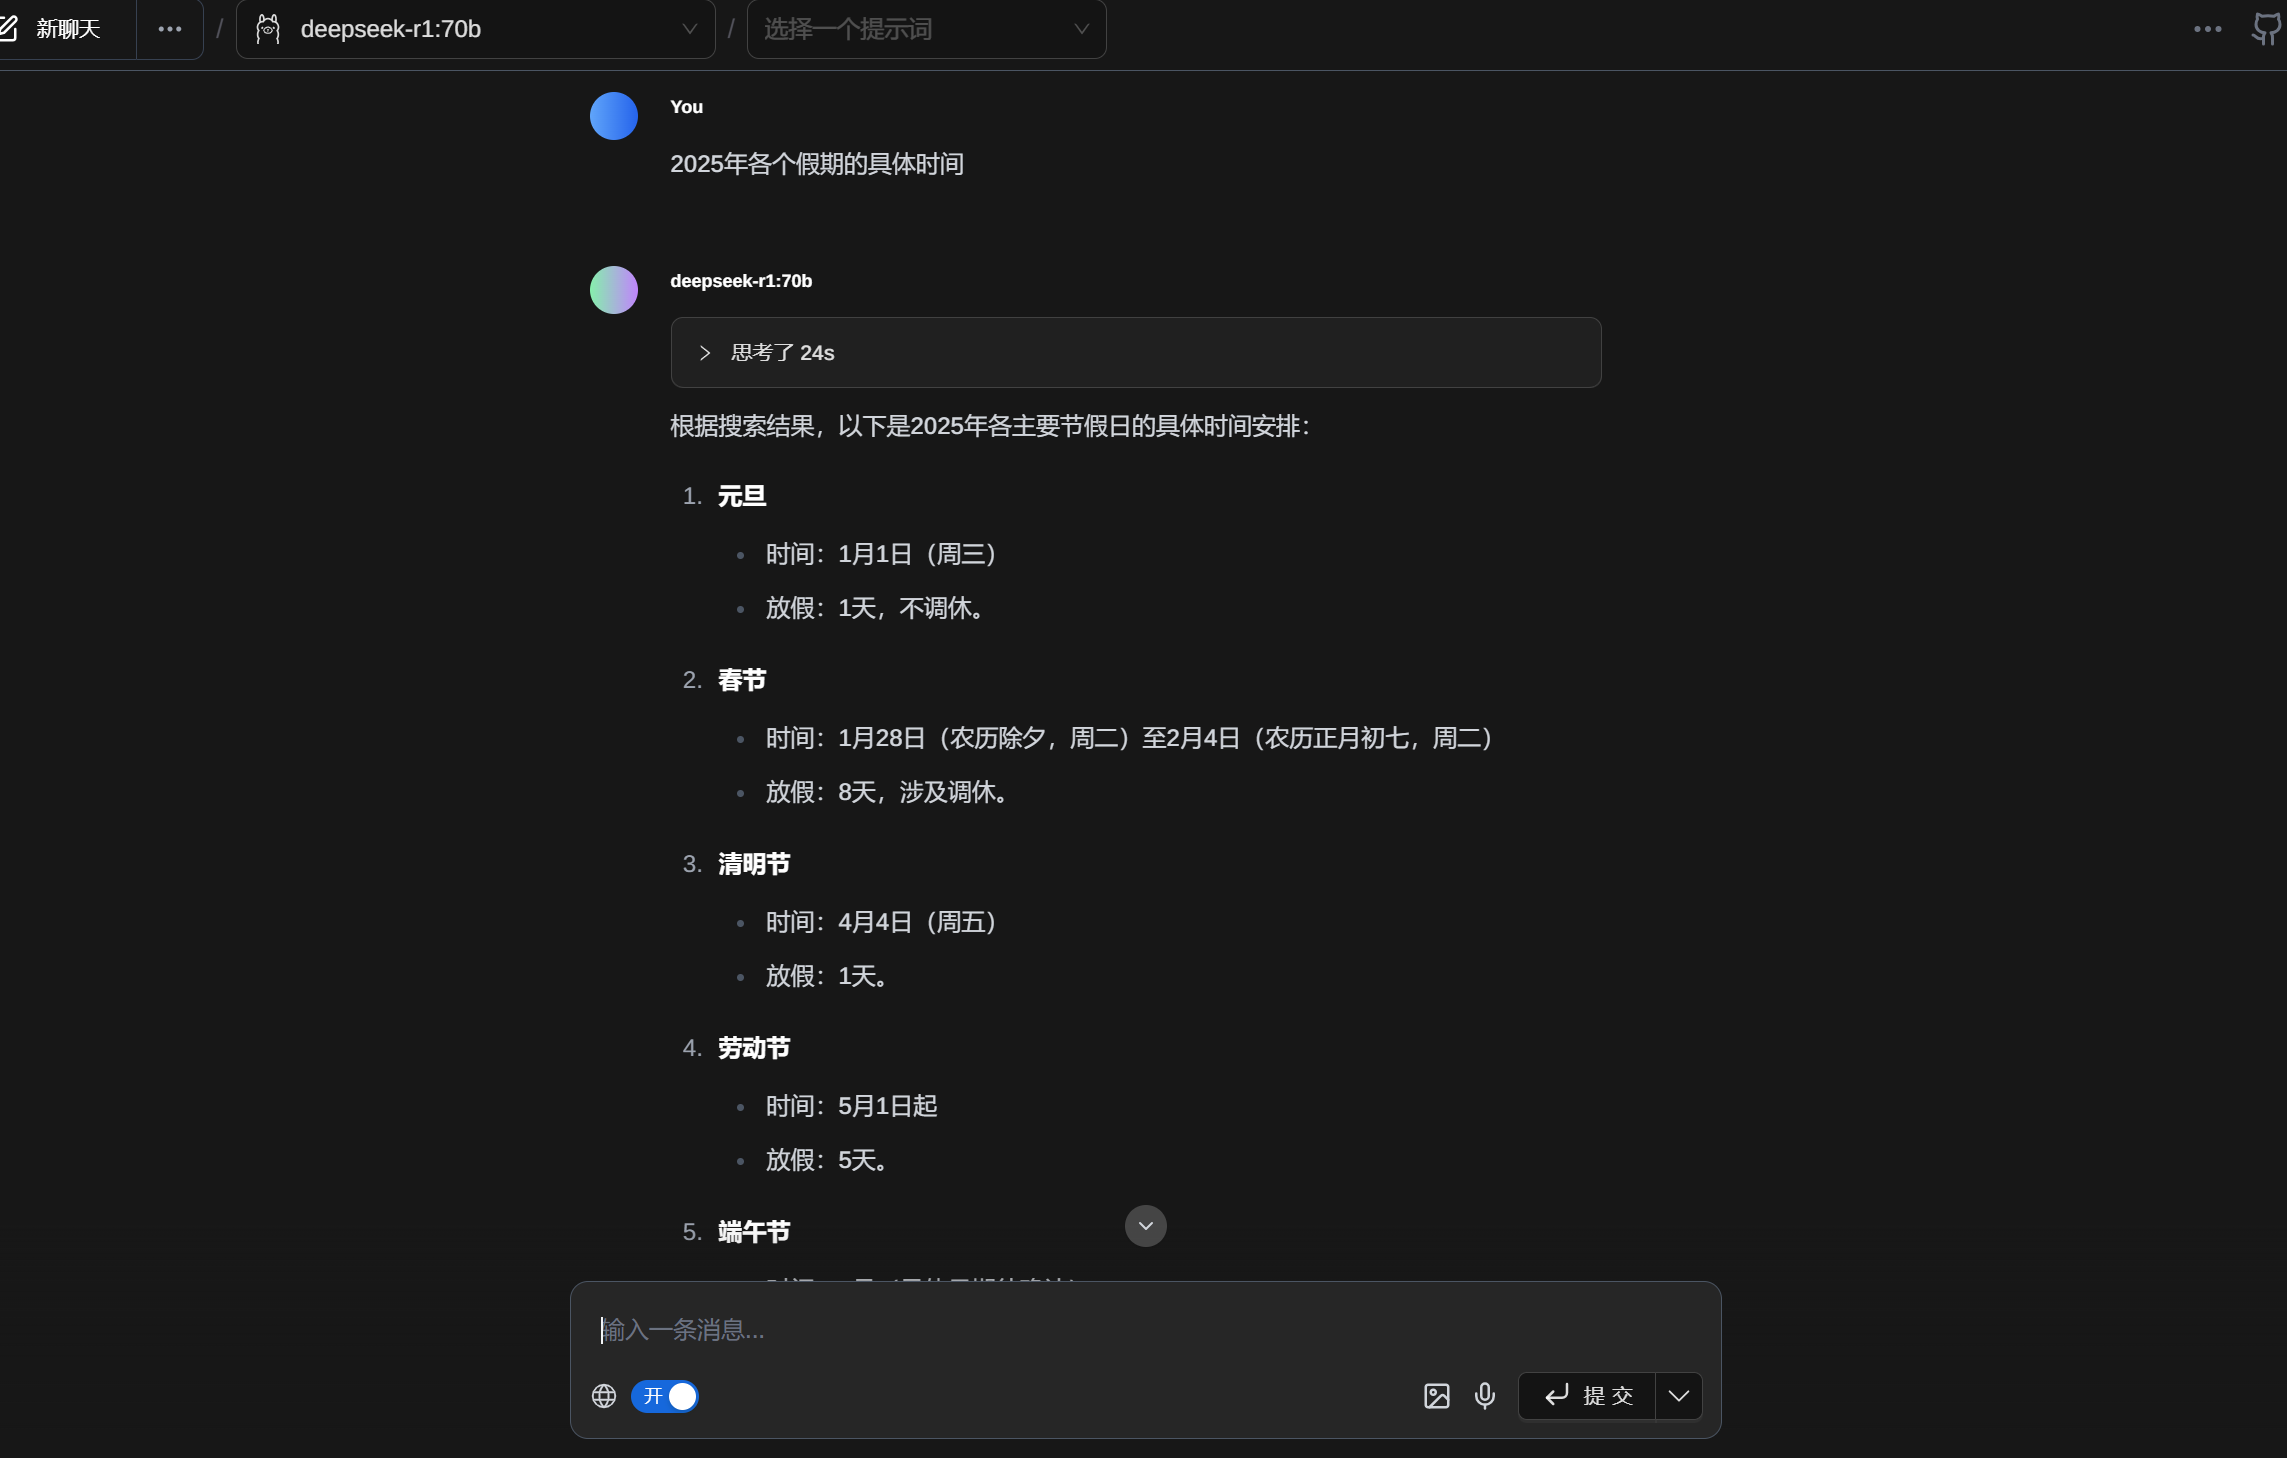 新聊天
deepseek-r1:70b
选择一个提示词
You
2025年各个假期的具体时间
deepseek-r1:70b
思考了 24s
根据搜索结果，以下是2025年各主要节假日的具体时间安排：
1. 元旦
• 时间：1月1日（周三）
• 放假：1天，不调休。
2. 春节
• 时间：1月28日（农历除夕，周二）至2月4日（农历正月初七，周二）
• 放假：8天，涉及调休。
3. 清明节
• 时间：4月4日（周五）
• 放假：1天。
4. 劳动节
• 时间：5月1日起
• 放假：5天。
5. 端午节
输入一条消息...
开
提 交